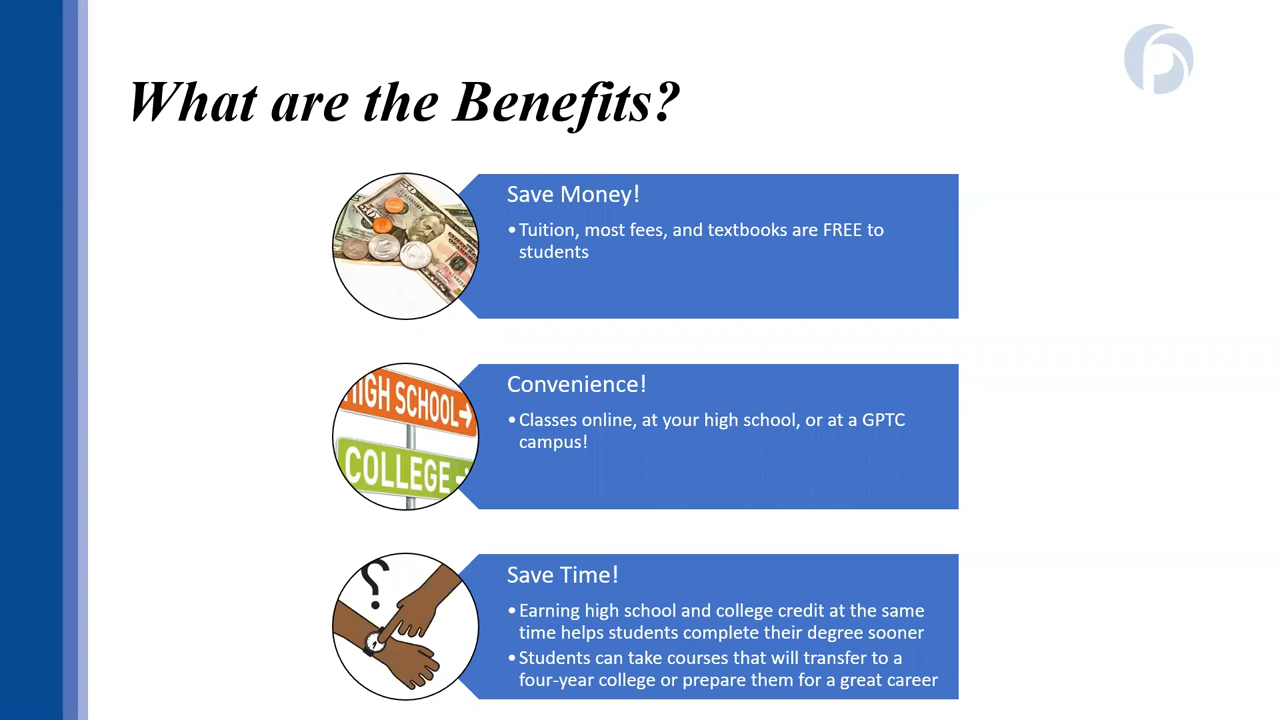 What are the Benefits?
Save Money!
•Tuition, most fees, and textbooks are FREE to
students
HIGH SCHOOL→
COLLEGE
Convenience!
•Classes online, at your high school, or at a GPTC
campus!
?
Save Time!
•Earning high school and college credit at the same
time helps students complete their degree sooner
•Students can take courses that will transfer to a
four-year college or prepare them for a great career